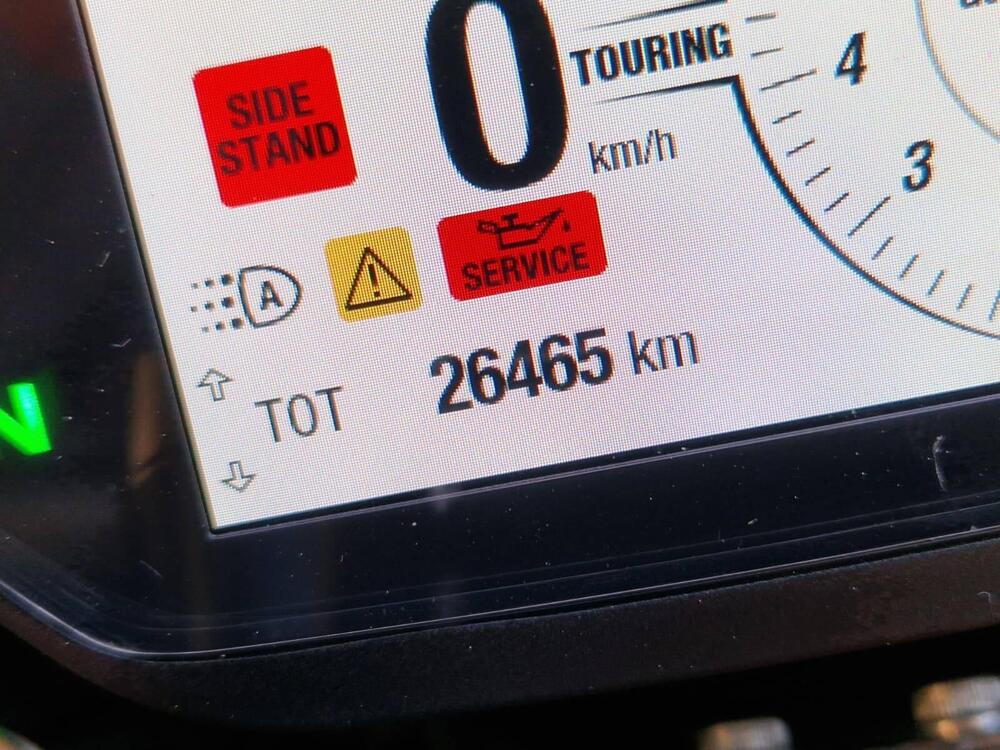 0
TOURING
km/h
4
3
SIDE
STAND
A
!
SERVICE
TOT 26465 km
N